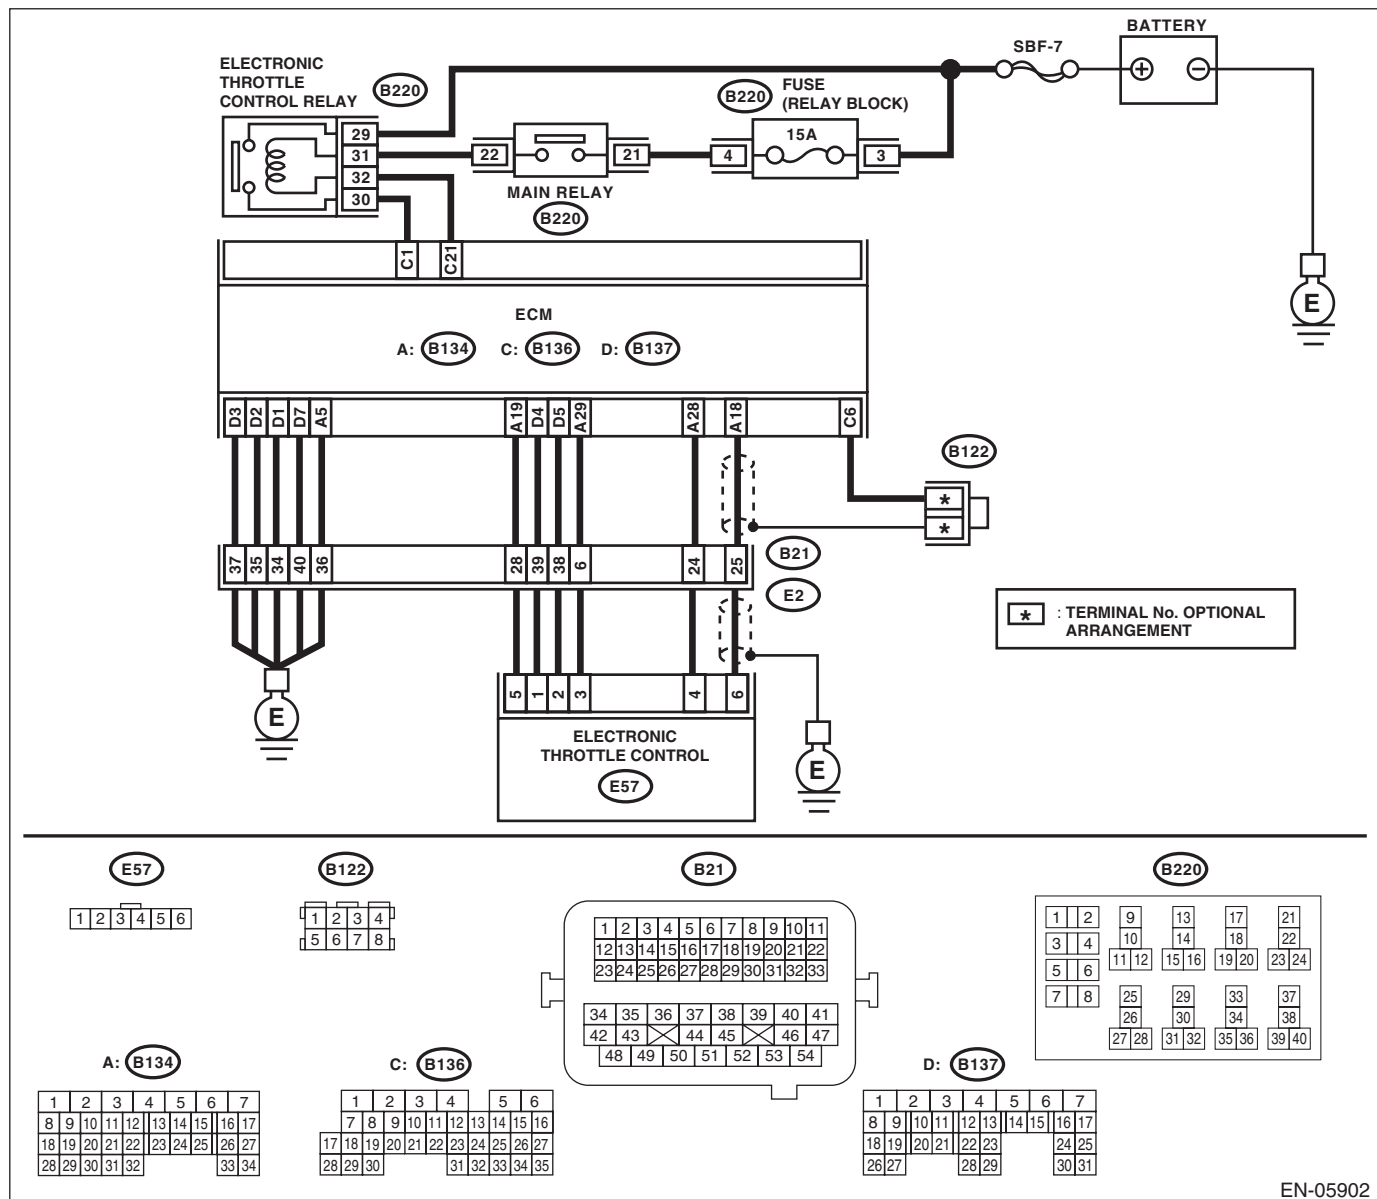 BATTERY
SBF-7
ELECTRONIC
THROTTLE
CONTROL RELAY
B220
B220
FUSE
(RELAY BLOCK)
15A
29
31
32
30
22
21
4
3
MAIN RELAY
B220
C1
C21
E
ECM
A: B134 C: B136 D: B137
D3 D2 D1 D7 A5 A19 D4 D5 A29 A28 A18 C6
B122
*
*
B21
37 35 34 40 36 28 39 38 6 24 25
E2
* : TERMINAL No. OPTIONAL
ARRANGEMENT
5 1 2 3 4 6
E
ELECTRONIC
THROTTLE CONTROL
E57
E
E57
1 2 3 4 5 6
B122
1 2 3 4
5 6 7 8
B21
1 2 3 4 5 6 7 8 9 10 11
12 13 14 15 16 17 18 19 20 21 22
23 24 25 26 27 28 29 30 31 32 33
34 35 36 37 38 39 40 41
42 43 44 45 46 47
48 49 50 51 52 53 54
B220
1 2 9 13 17 21
3 4 10 14 18 22
5 6 11 12 15 16 19 20 23 24
7 8 25 29 33 37
26 30 34 38
27 28 31 32 35 36 39 40
A: B134
1 2 3 4 5 6 7
8 9 10 11 12 13 14 15 16 17
18 19 20 21 22 23 24 25 26 27
28 29 30 31 32 33 34
C: B136
1 2 3 4 5 6
7 8 9 10 11 12 13 14 15 16
17 18 19 20 21 22 23 24 25 26 27
28 29 30 31 32 33 34 35
D: B137
1 2 3 4 5 6 7
8 9 10 11 12 13 14 15 16 17
18 19 20 21 22 23 24 25
26 27 28 29 30 31
EN-05902